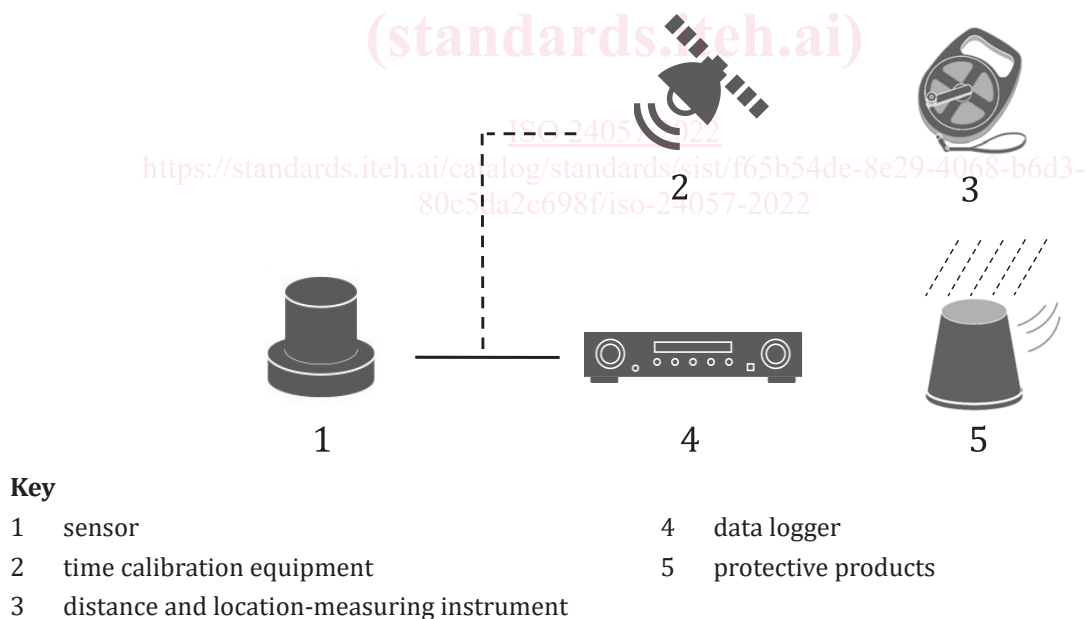 (standards.iteh.ai)
ISO 24057:2022
https://standards.iteh.ai/catalog/standards/sist/f65b54de-8e29-4068-b6d3-
80c5da2c698f/iso-24057-2022
2
3
1
4
5
Key
1 sensor
2 time calibration equipment
3 distance and location-measuring instrument
4 data logger
5 protective products